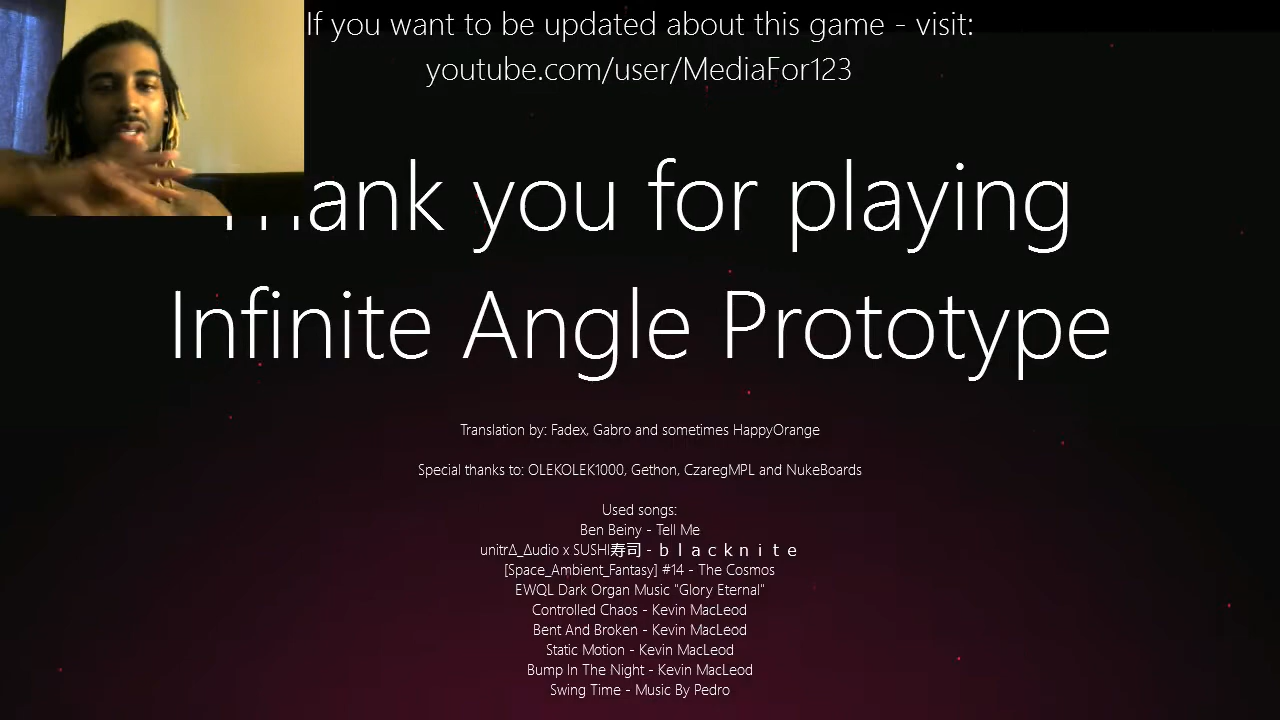 If you want to be updated about this game - visit:
youtube.com/user/MediaFor123
Thank you for playing
Infinite Angle Prototype
Translation by: Fadex, Gabro and sometimes HappyOrange
Special thanks to: OLEKOLEK1000, Gethon, CzaregMPL and NukeBoards
Used songs:
Ben Beiny - Tell Me
unitrΔ_Δudio x SUSHI寿司 - ｂｌａｃｋｎｉｔｅ
[Space_Ambient_Fantasy] #14 - The Cosmos
EWQL Dark Organ Music "Glory Eternal"
Controlled Chaos - Kevin MacLeod
Bent And Broken - Kevin MacLeod
Static Motion - Kevin MacLeod
Bump In The Night - Kevin MacLeod
Swing Time - Music By Pedro